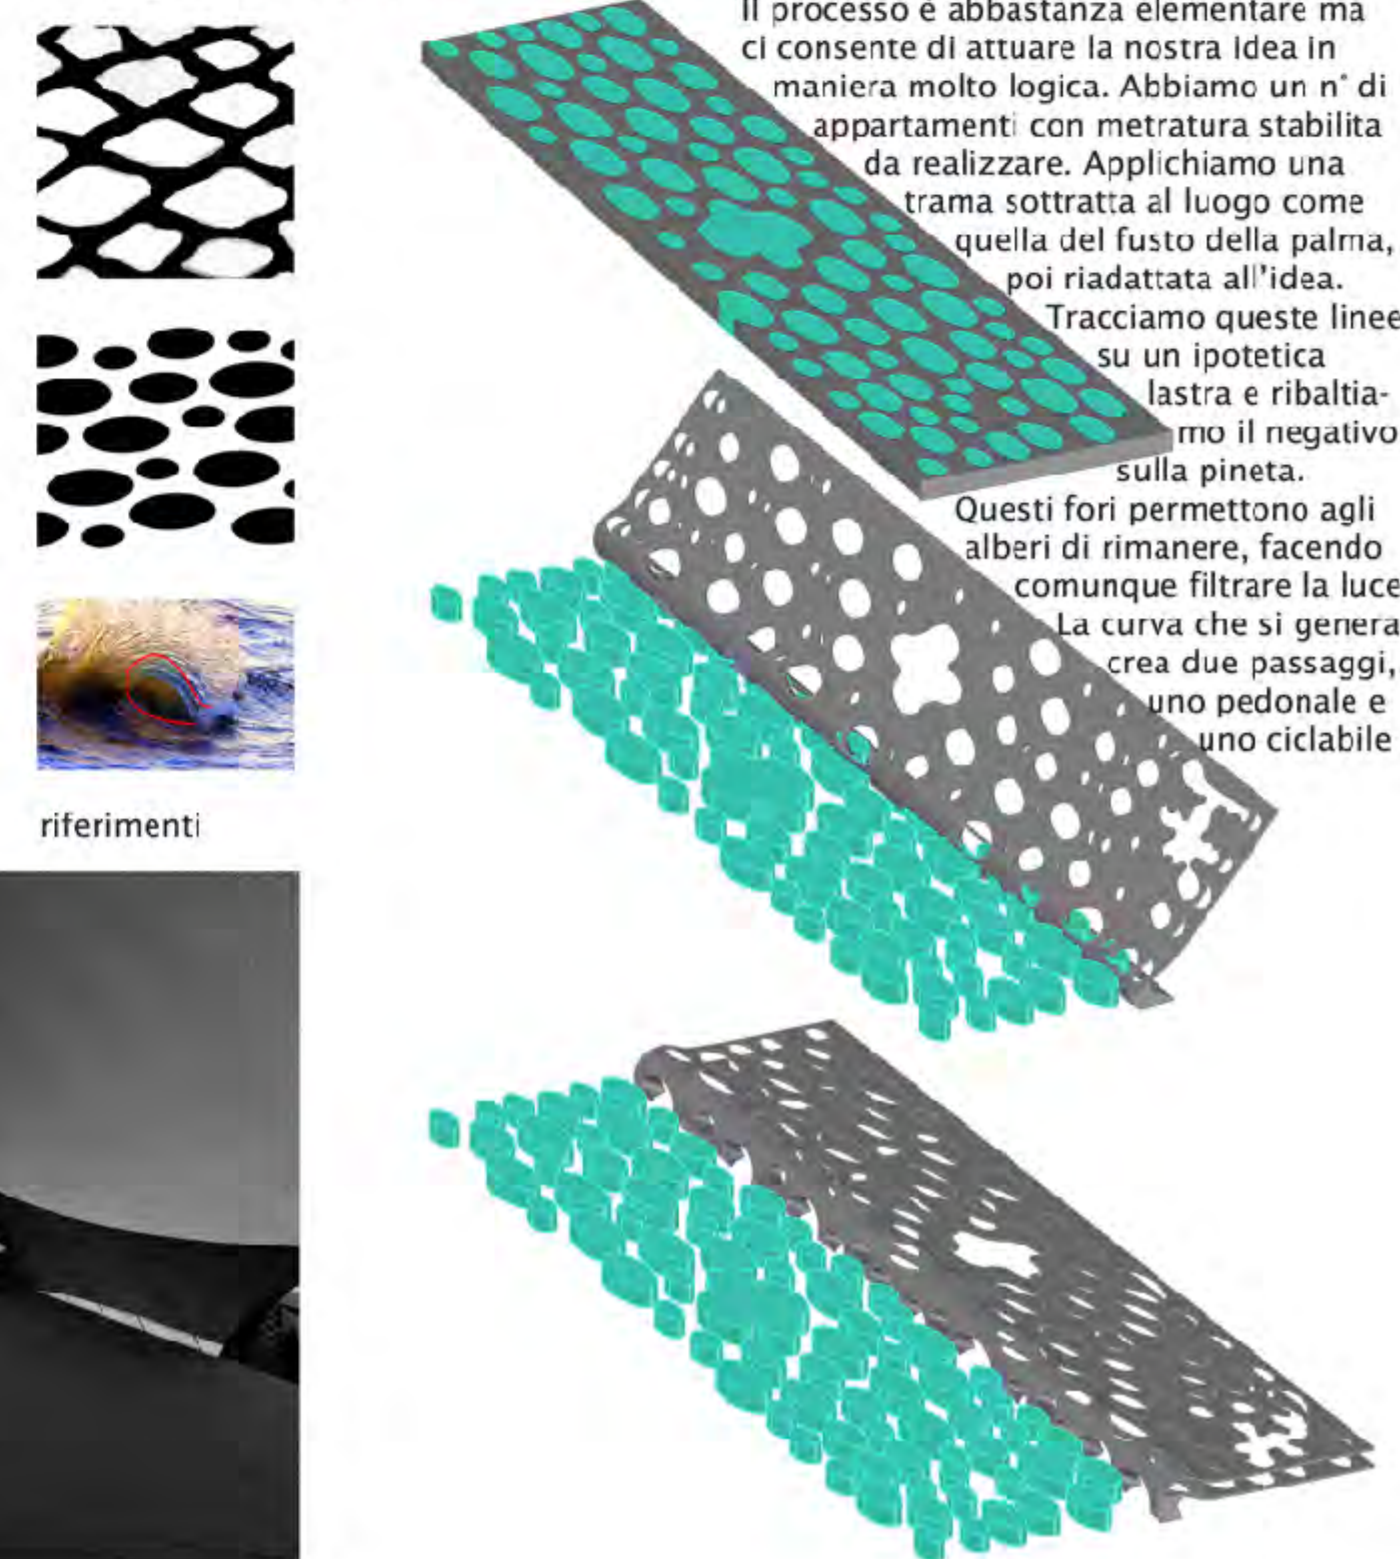 Il processo è abbastanza elementare ma
ci consente di attuare la nostra idea in
maniera molto logica. Abbiamo un n° di
appartamenti con metratura stabilita
da realizzare. Applichiamo una
trama sottratta al luogo come
quella del fusto della palma,
poi riadattata all'idea.
Tracciamo queste linee
su un ipotetica
lastra e ribaltia-
mo il negativo
sulla pineta.
Questi fori permettono agli
alberi di rimanere, facendo
comunque filtrare la luce
La curva che si genera
crea due passaggi,
uno pedonale e
uno ciclabile
riferimenti